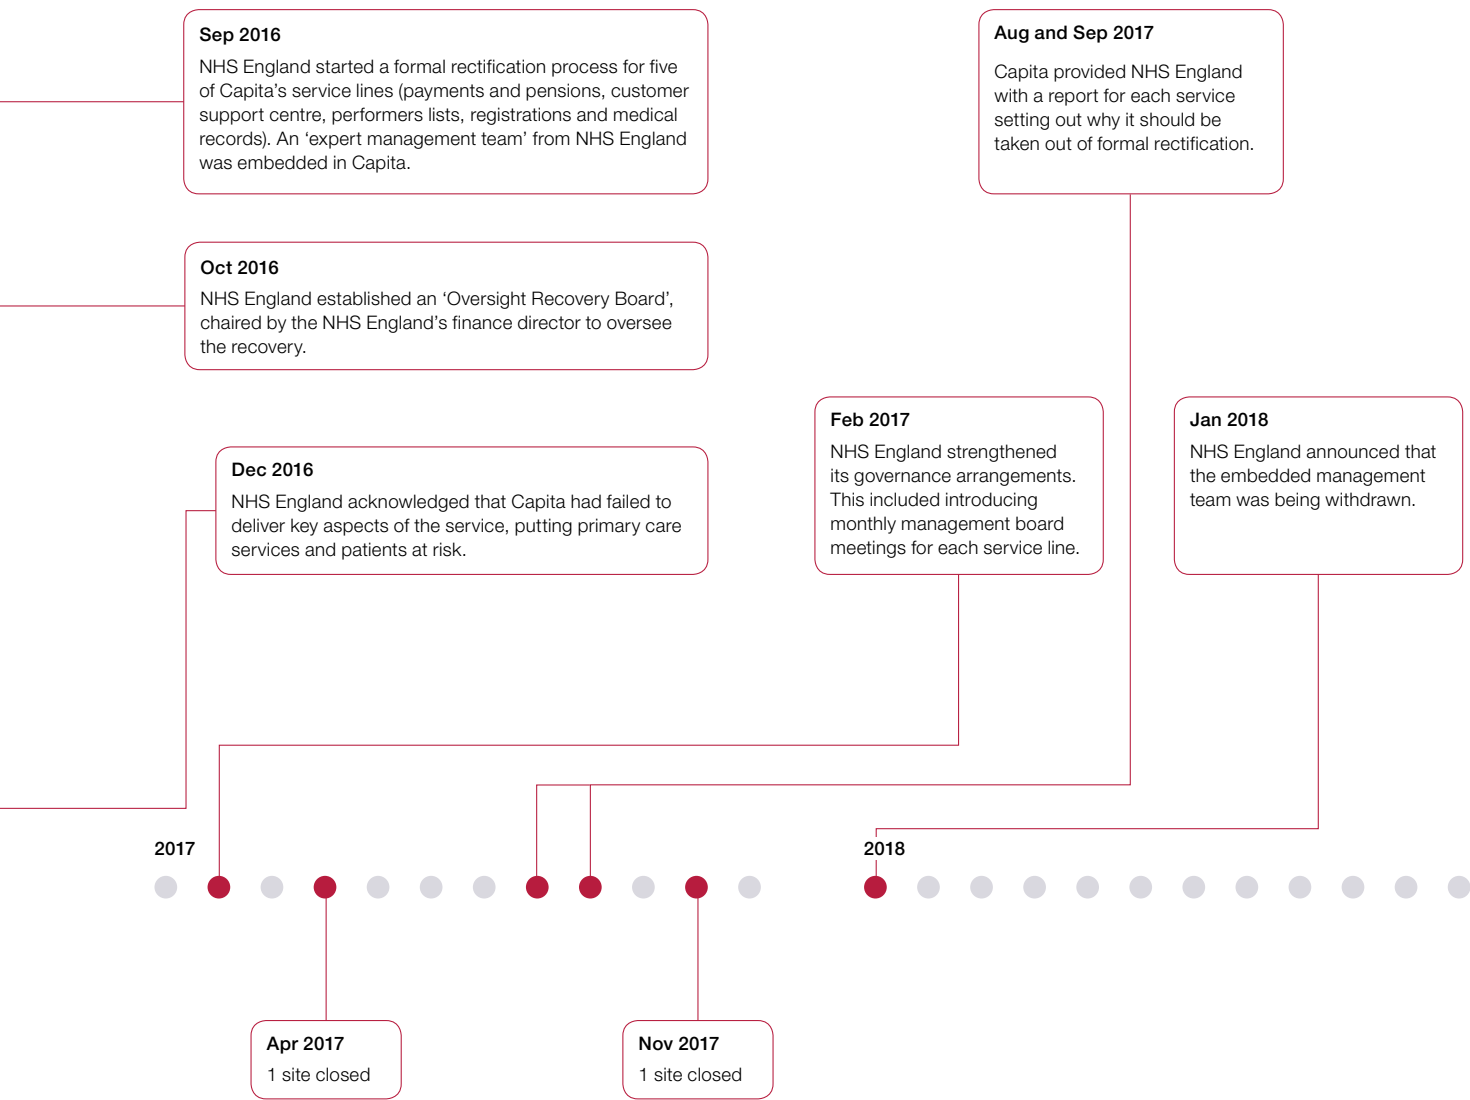 Sep 2016
NHS England started a formal rectification process for five
of Capita's service lines (payments and pensions, customer
support centre, performers lists, registrations and medical
records). An ‘expert management team’ from NHS England
was embedded in Capita.
Aug and Sep 2017
Capita provided NHS England
with a report for each service
setting out why it should be
taken out of formal rectification.
Oct 2016
NHS England established an ‘Oversight Recovery Board’,
chaired by the NHS England’s finance director to oversee
the recovery.
Dec 2016
NHS England acknowledged that Capita had failed to
deliver key aspects of the service, putting primary care
services and patients at risk.
Feb 2017
NHS England strengthened
its governance arrangements.
This included introducing
monthly management board
meetings for each service line.
Jan 2018
NHS England announced that
the embedded management
team was being withdrawn.
2017
2018
Apr 2017
1 site closed
Nov 2017
1 site closed